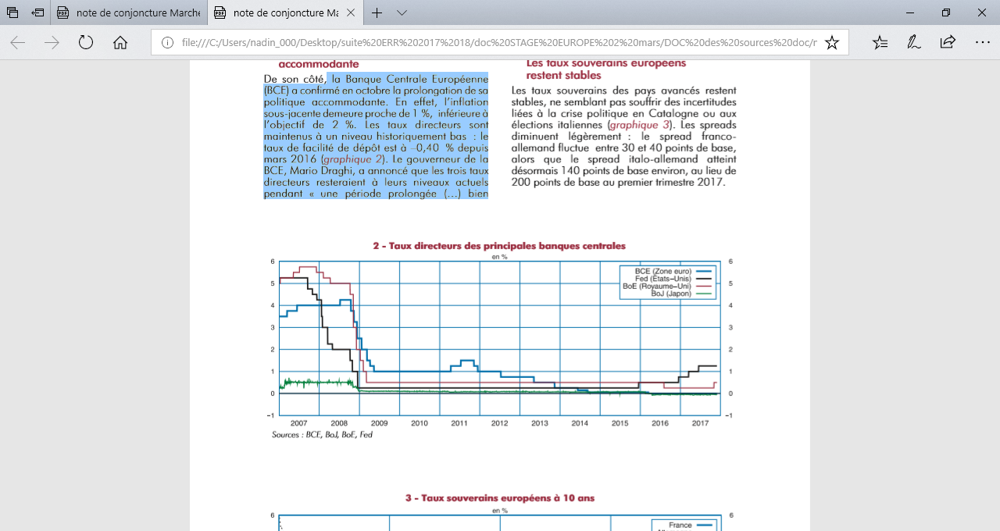 note de conjoncture Marche
note de conjoncture Ma
file:///C:/Users/nadin_000/Desktop/suite%20ERR%202017%2018/doc%20STAGE%20EUROPE%202%20mars/DOC%20des%20sources%20doc/r
accommodante
De son côté, la Banque Centrale Européenne
(BCE) a confirmé en octobre la prolongation de sa
politique accommodante. En effet, l'inflation
sous-jacente demeure proche de 1 %, inférieure à
l'objectif de 2 %. Les taux directeurs sont
maintenus à un niveau historiquement bas : le
taux de facilité de dépôt est à –0,40 % depuis
mars 2016 (graphique 2). Le gouverneur de la
BCE, Mario Draghi, a annoncé que les trois taux
directeurs resteraient à leurs niveaux actuels
pendant « une période prolongée (...) bien
Les taux souverains européens
restent stables
Les taux souverains des pays avancés restent
stables, ne semblant pas souffrir des incertitudes
liées à la crise politique en Catalogne ou aux
élections italiennes (graphique 3). Les spreads
diminuent légèrement : le spread franco-
allemand fluctue entre 30 et 40 points de base,
alors que le spread italo-allemand atteint
désormais 140 points de base environ, au lieu de
200 points de base au premier trimestre 2017.
2 - Taux directeurs des principales banques centrales
en %
6 6
5 5
4 4
3 3
2 2
1 1
0 0
−1 −1
BCE (Zone euro)
Fed (États−Unis)
BoE (Royaume−Uni)
BoJ (Japon)
2007 2008 2009 2010 2011 2012 2013 2014 2015 2016 2017
Sources : BCE, BoJ, BoE, Fed
3 - Taux souverains européens à 10 ans
en %
6 6
France